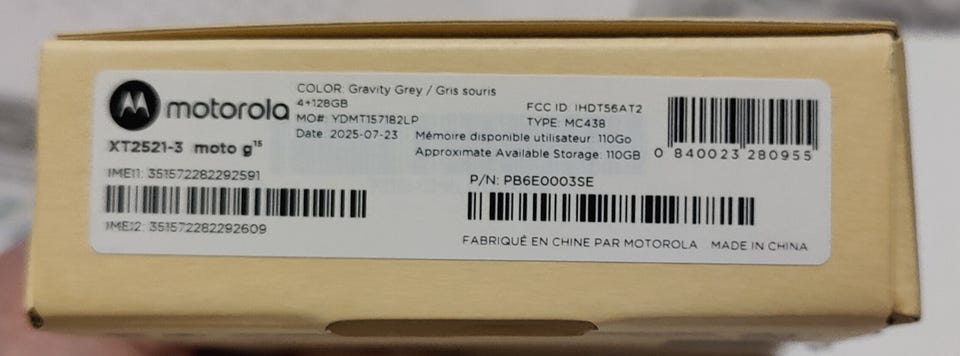 motorola
XT2521-3 moto g¹⁵
COLOR: Gravity Grey / Gris souris
4+128GB
MO#: YDMT157182LP
Date: 2025-07-23
FCC ID: IHDT56AT2
TYPE: MC438
Mémoire disponible utilisateur: 110Go
Approximate Available Storage: 110GB
0 840023 280955
IMEI1: 351572282292591
IMEI2: 351572282292609
P/N: PB6E0003SE
FABRIQUÉ EN CHINE PAR MOTOROLA MADE IN CHINA